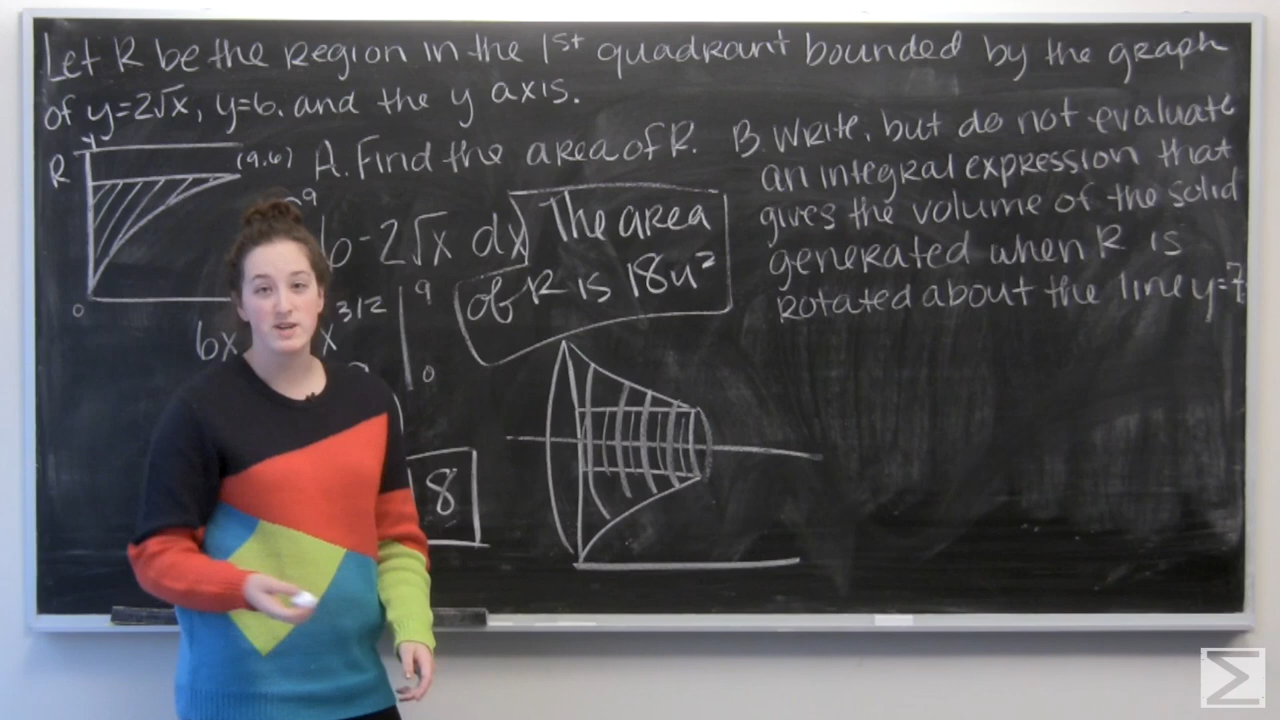 Let R be the region in the 1st quadrant bounded by the graph
of y=2√x, y=6. and the y axis.
y
R
(9,6)
0
A. Find the area of R.
9
6-2√x dx
6x
x^3/2 | 9
0
8
The area
of R is 18u²
B. Write, but do not evaluate
an integral expression that
gives the volume of the solid
generated when R is
rotated about the line y=7.
Σ